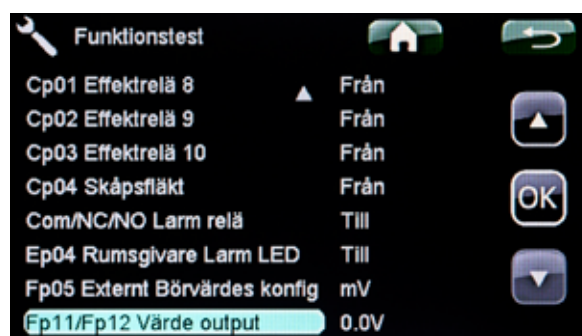 Funktionstest
Cp01 Effektrelä 8 Från
Cp02 Effektrelä 9 Från
Cp03 Effektrelä 10 Från
Cp04 Skåpsfläkt Från
Com/NC/NO Larm relä Till
Ep04 Rumsgivare Larm LED Till
Fp05 Externt Börvärdes konfig mV
Fp11/Fp12 Värde output 0.0V
OK